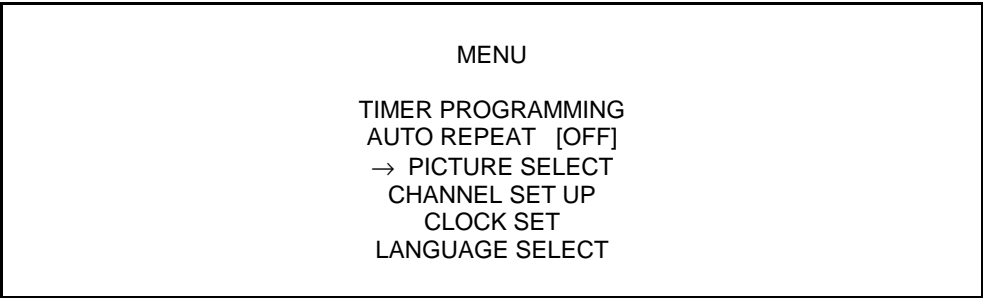 MENU
TIMER PROGRAMMING
AUTO REPEAT [OFF]
→ PICTURE SELECT
CHANNEL SET UP
CLOCK SET
LANGUAGE SELECT